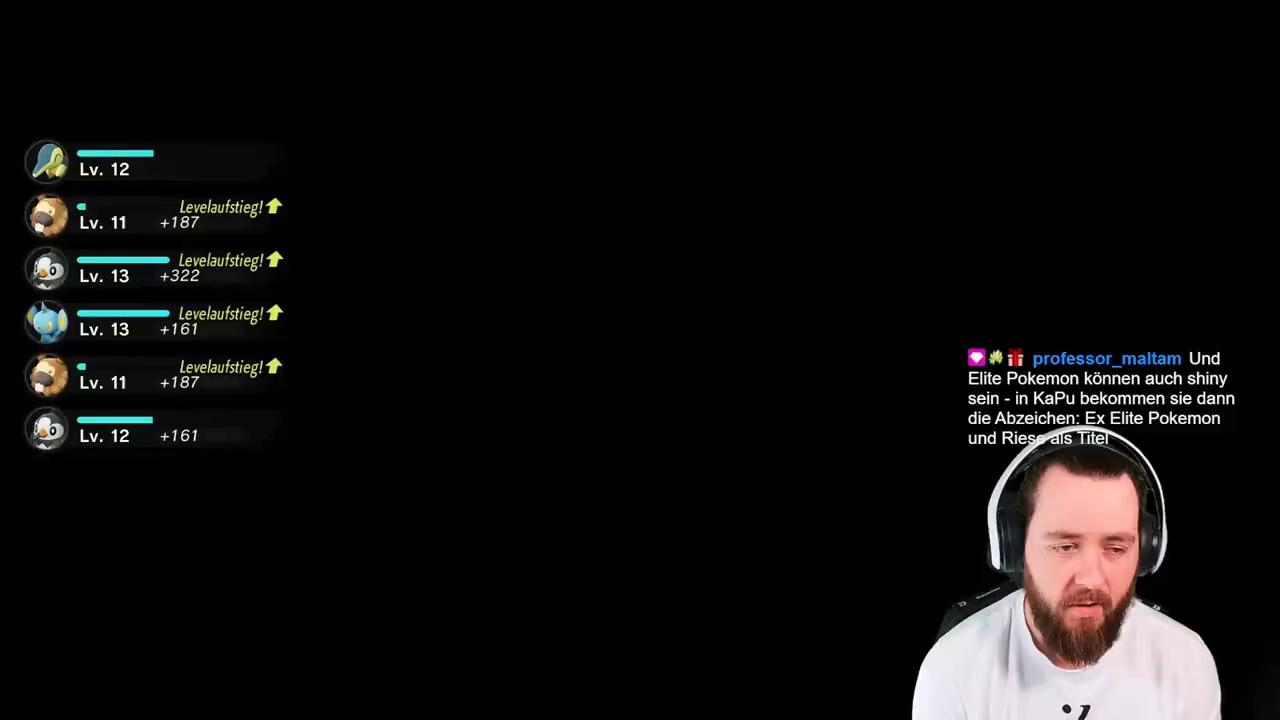 Lv. 12
Levelaufstieg!
Lv. 11 +187
Levelaufstieg!
Lv. 13 +322
Levelaufstieg!
Lv. 13 +161
Levelaufstieg!
Lv. 11 +187
Lv. 12 +161
professor_maltam Und
Elite Pokemon können auch shiny
sein - in KaPu bekommen sie dann
die Abzeichen: Ex Elite Pokemon
und Riese als Titel